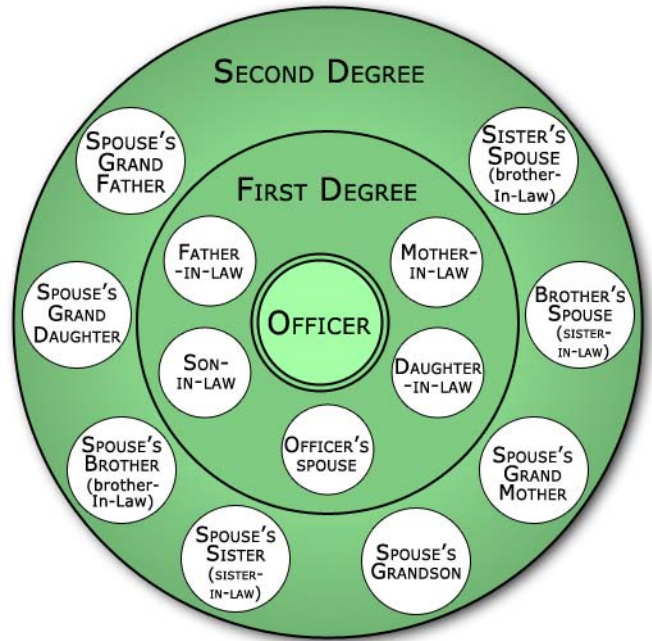 SECOND DEGREE
SPOUSE'S
GRAND
FATHER
SISTER'S
SPOUSE
(brother-
In-Law)
FIRST DEGREE
FATHER
-IN-LAW
MOTHER-
IN-LAW
SPOUSE'S
GRAND
DAUGHTER
OFFICER
BROTHER'S
SPOUSE
(SISTER-
IN-LAW)
SON-
IN-LAW
DAUGHTER
-IN-LAW
SPOUSE'S
BROTHER
(brother-
In-Law)
OFFICER'S
SPOUSE
SPOUSE'S
GRAND
MOTHER
SPOUSE'S
SISTER
(SISTER-
IN-LAW)
SPOUSE'S
GRANDSON